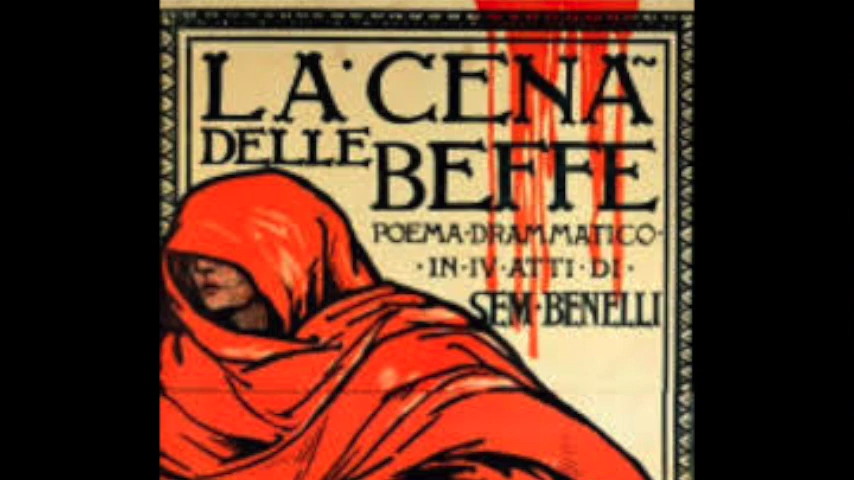 LA·CENA
DELLE
BEFFE
POEMA·DRAMMATICO·
·IN·IV·ATTI·DI·
SEM·BENELLI